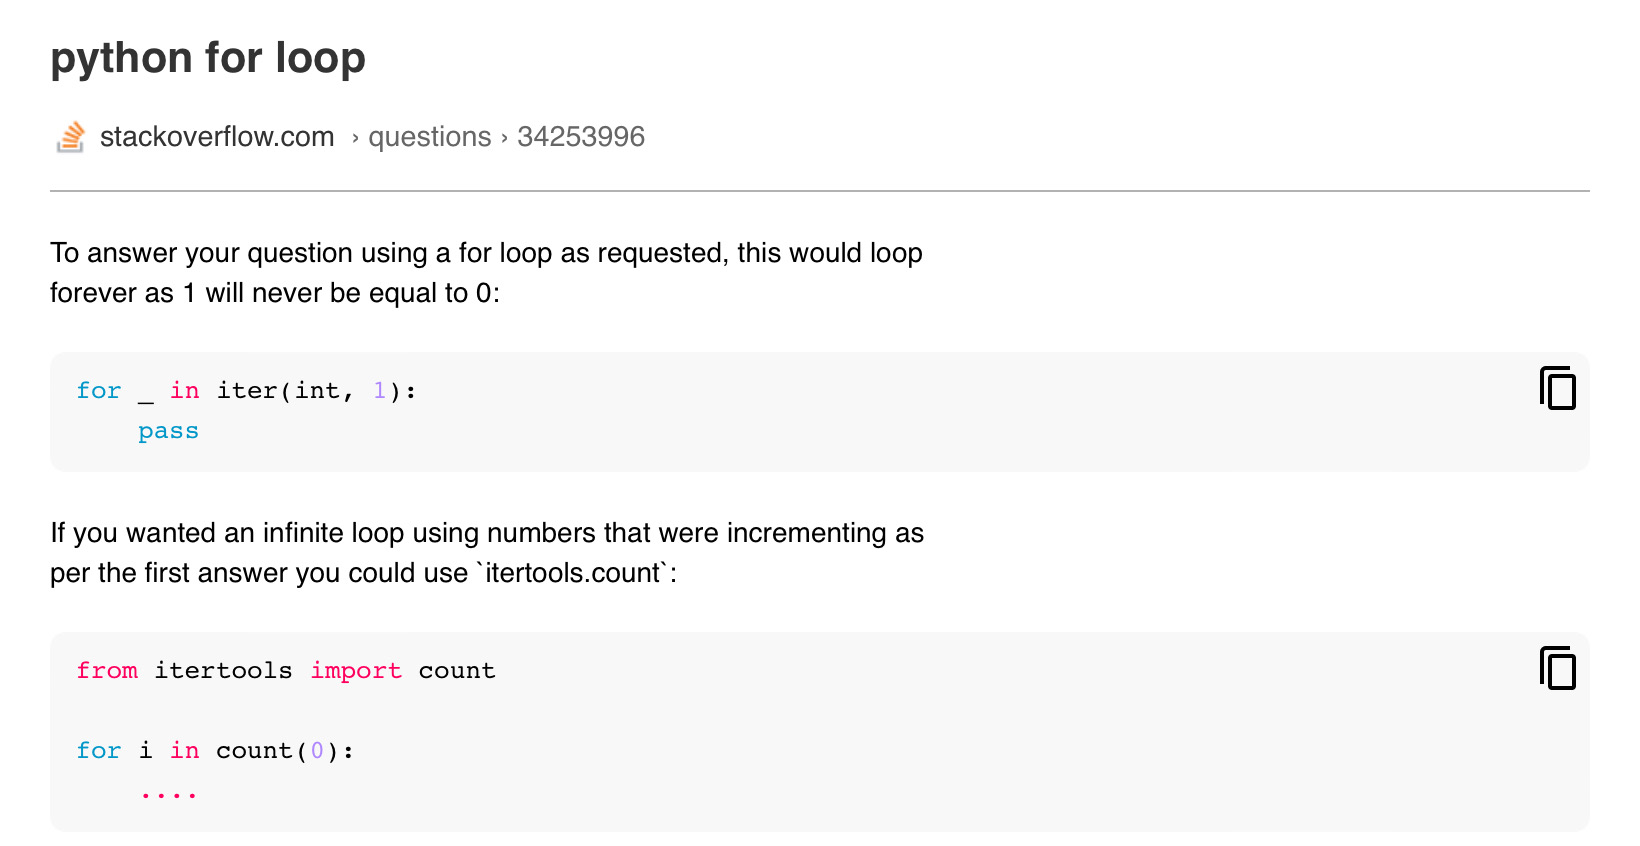 python for loop
stackoverflow.com › questions › 34253996
To answer your question using a for loop as requested, this would loop
forever as 1 will never be equal to 0:
for _ in iter(int, 1):
    pass
If you wanted an infinite loop using numbers that were incrementing as
per the first answer you could use `itertools.count`:
from itertools import count
for i in count(0):
    ....